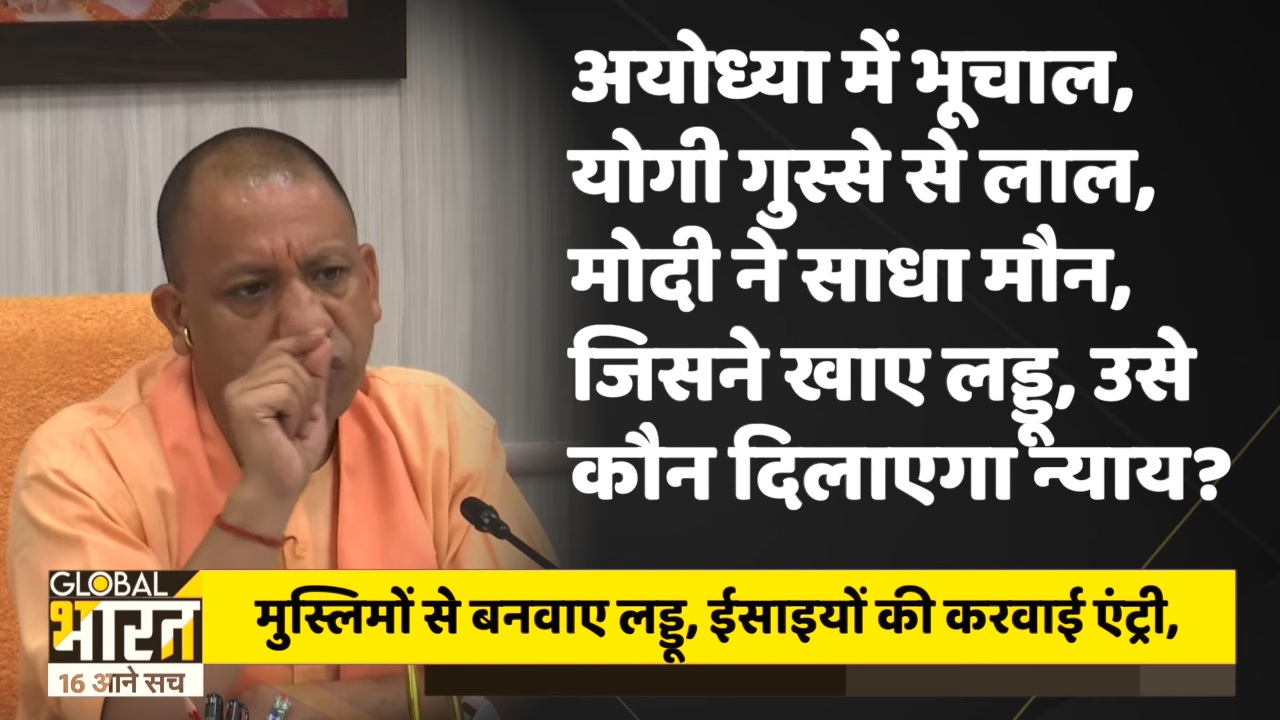 अयोध्या में भूचाल,
योगी गुस्से से लाल,
मोदी ने साधा मौन,
जिसने खाए लड्डू, उसे
कौन दिलाएगा न्याय?
GLOBAL
भारत
16 आने सच
मुस्लिमों से बनवाए लड्डू, ईसाइयों की करवाई एंट्री,